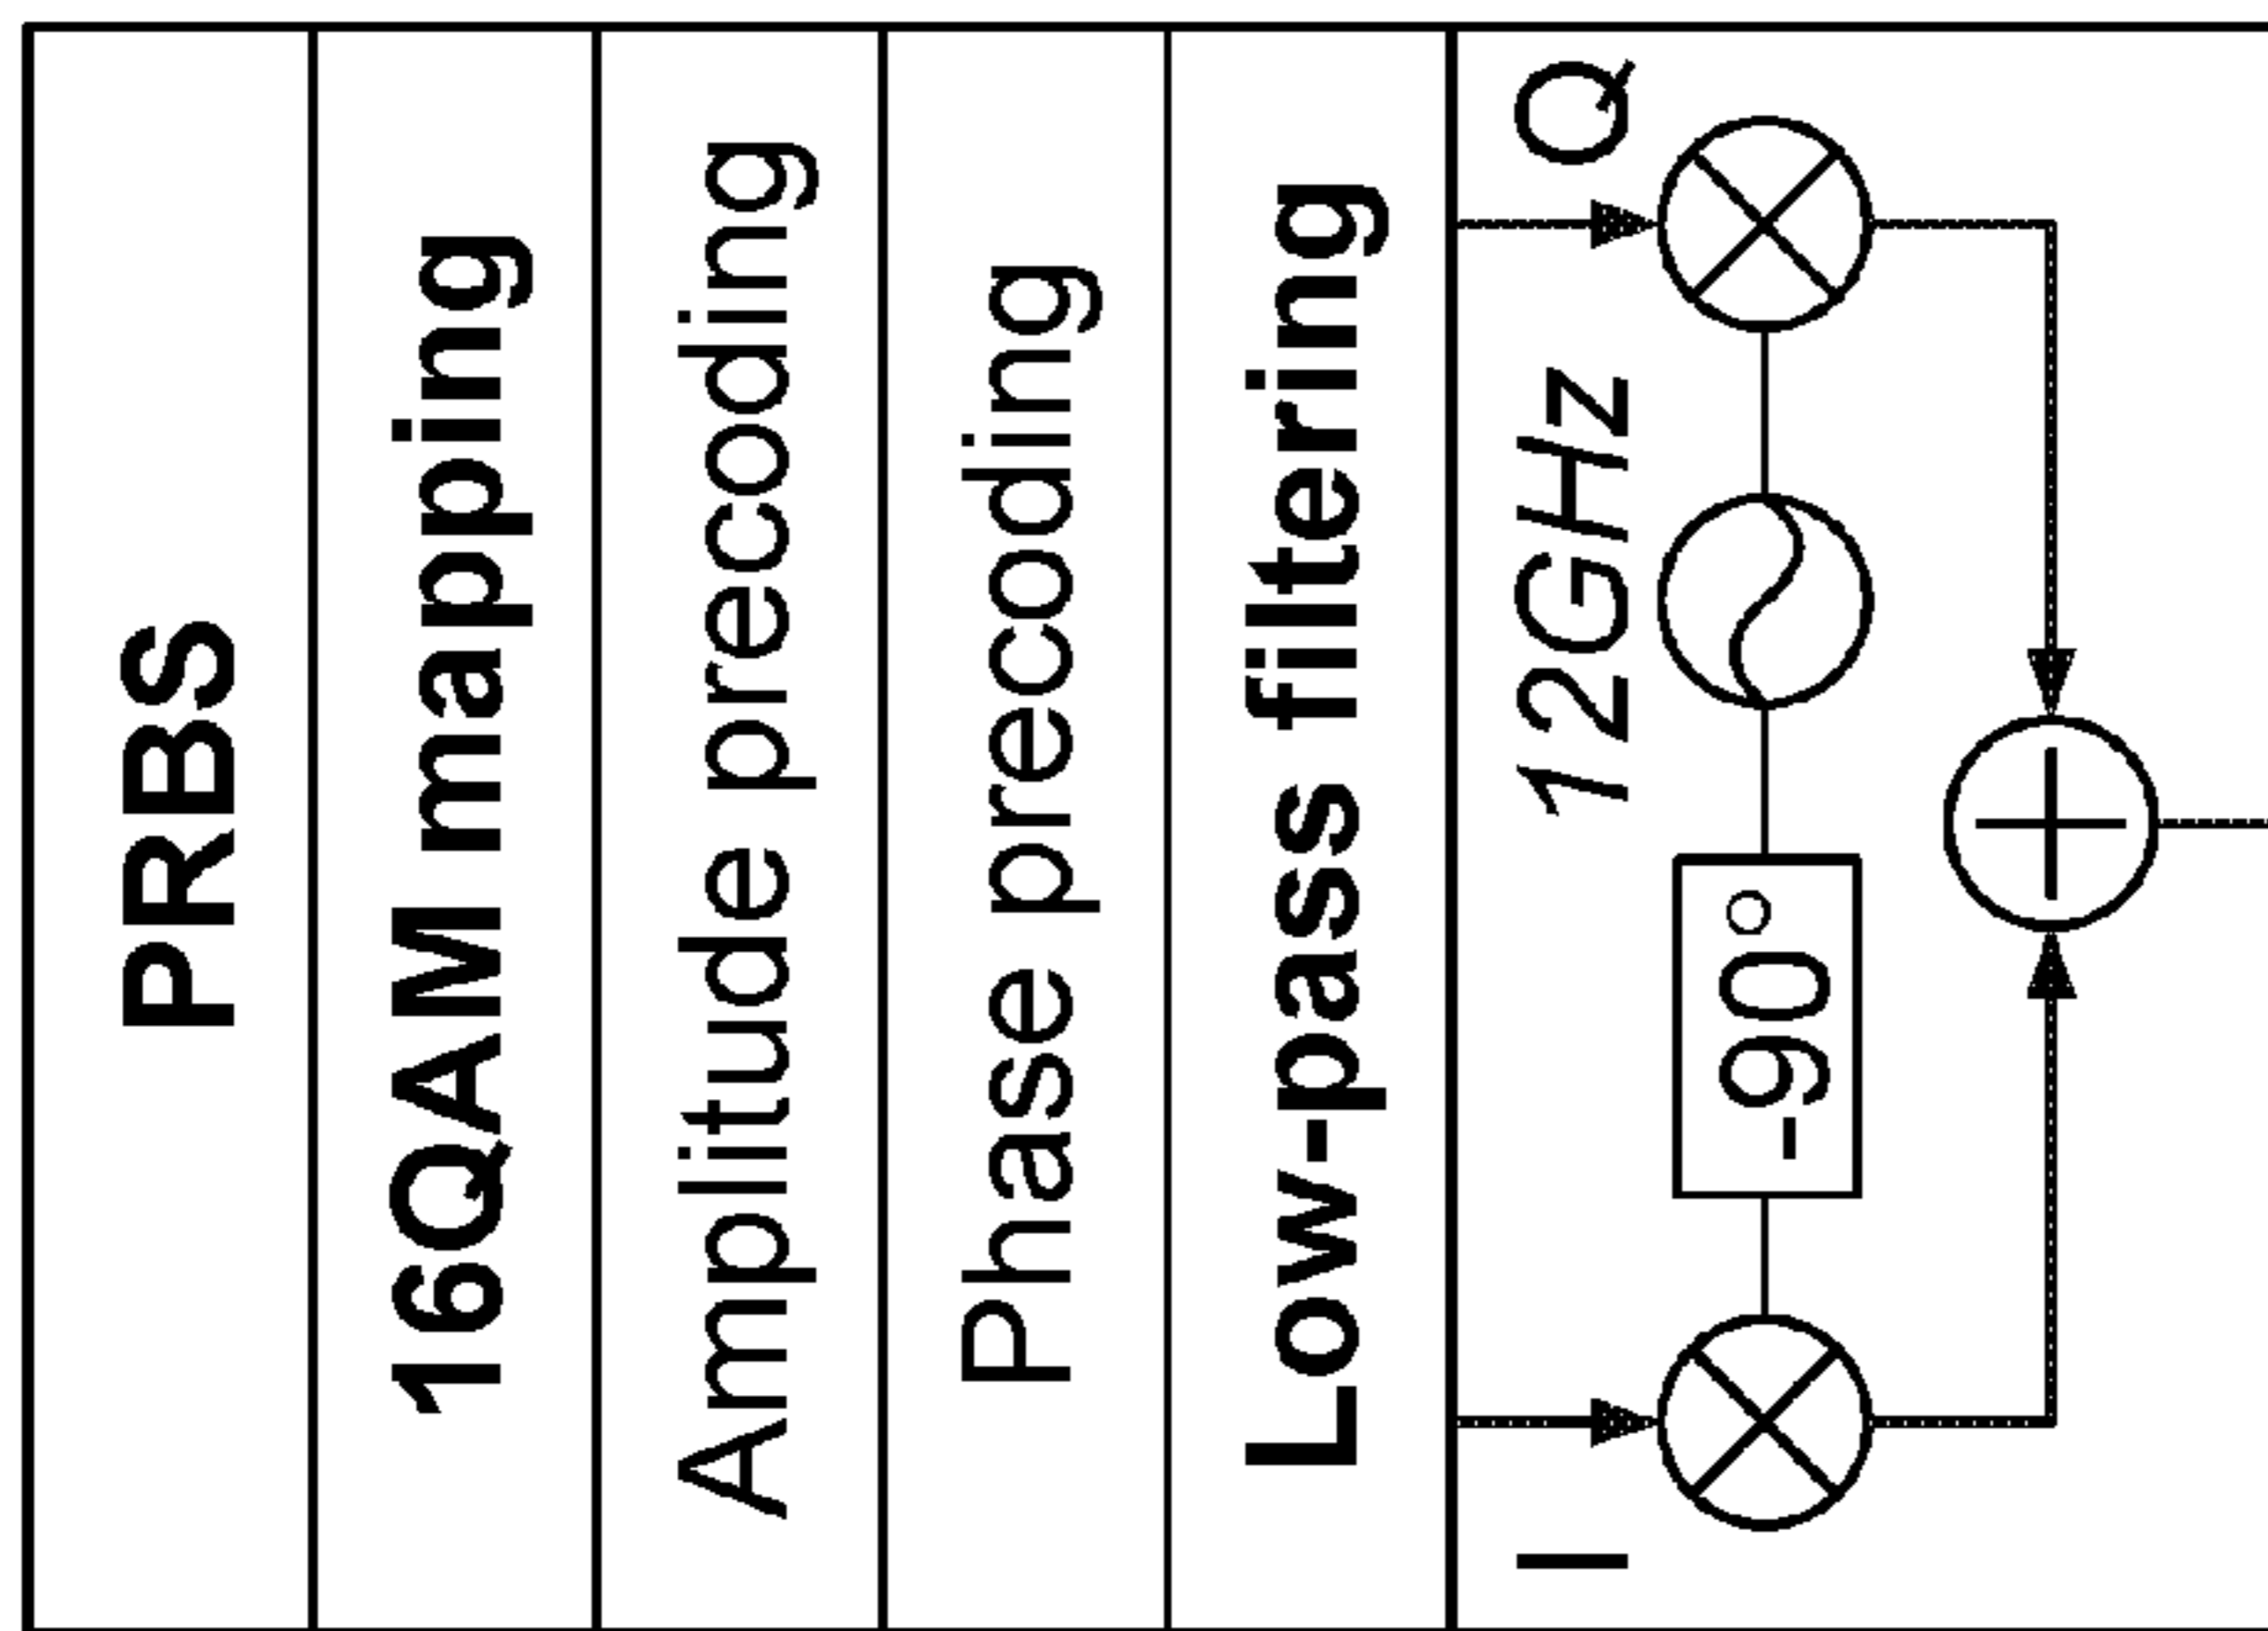 PRBS
16QAM mapping
Amplitude precoding
Phase precoding
Low-pass filtering
I
12GHz
Q
-90°